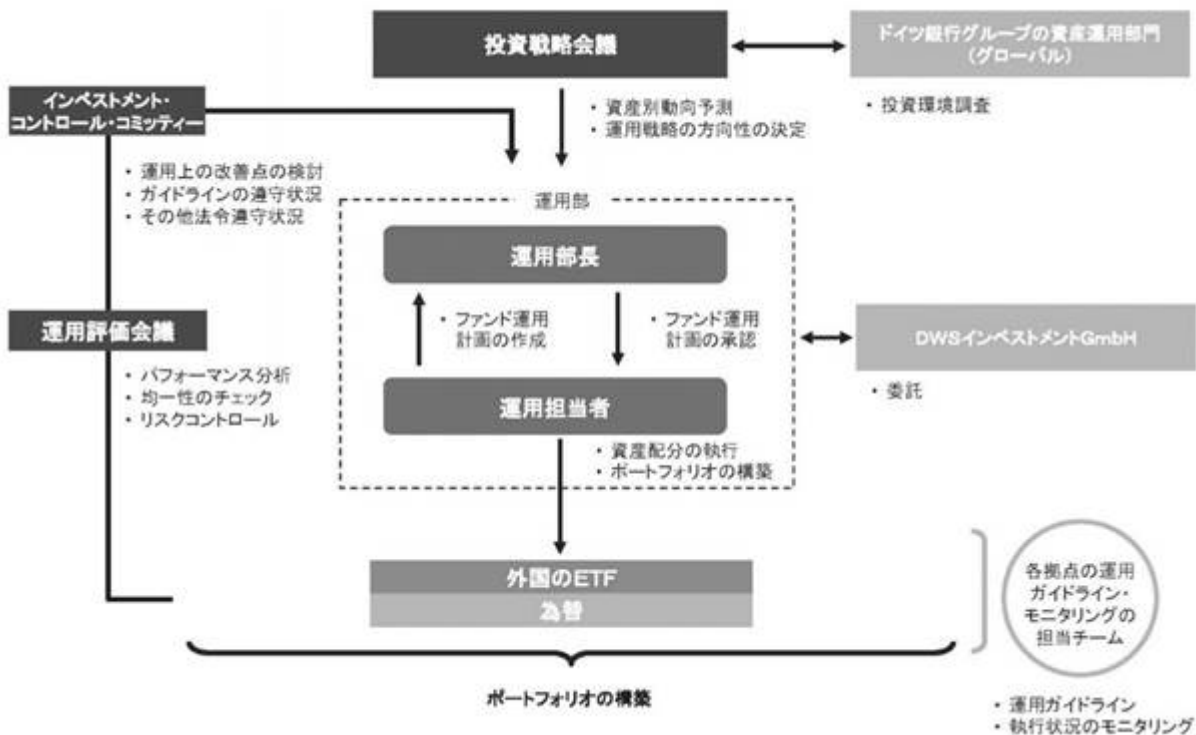 投資戦略会議
ドイツ銀行グループの資産運用部門
(グローバル)
・投資環境調査
・資産別動向予測
・運用戦略の方向性の決定
インベストメント・
コントロール・コミッティー
・運用上の改善点の検討
・ガイドラインの遵守状況
・その他法令遵守状況
運用部
運用部長
・ファンド運用
計画の作成
・ファンド運用
計画の承認
運用評価会議
・パフォーマンス分析
・均一性のチェック
・リスクコントロール
DWSインベストメントGmbH
・委託
運用担当者
・資産配分の執行
・ポートフォリオの構築
外国のETF
為替
各拠点の運用
ガイドライン・
モニタリングの
担当チーム
ポートフォリオの構築
・運用ガイドライン
・執行状況のモニタリング